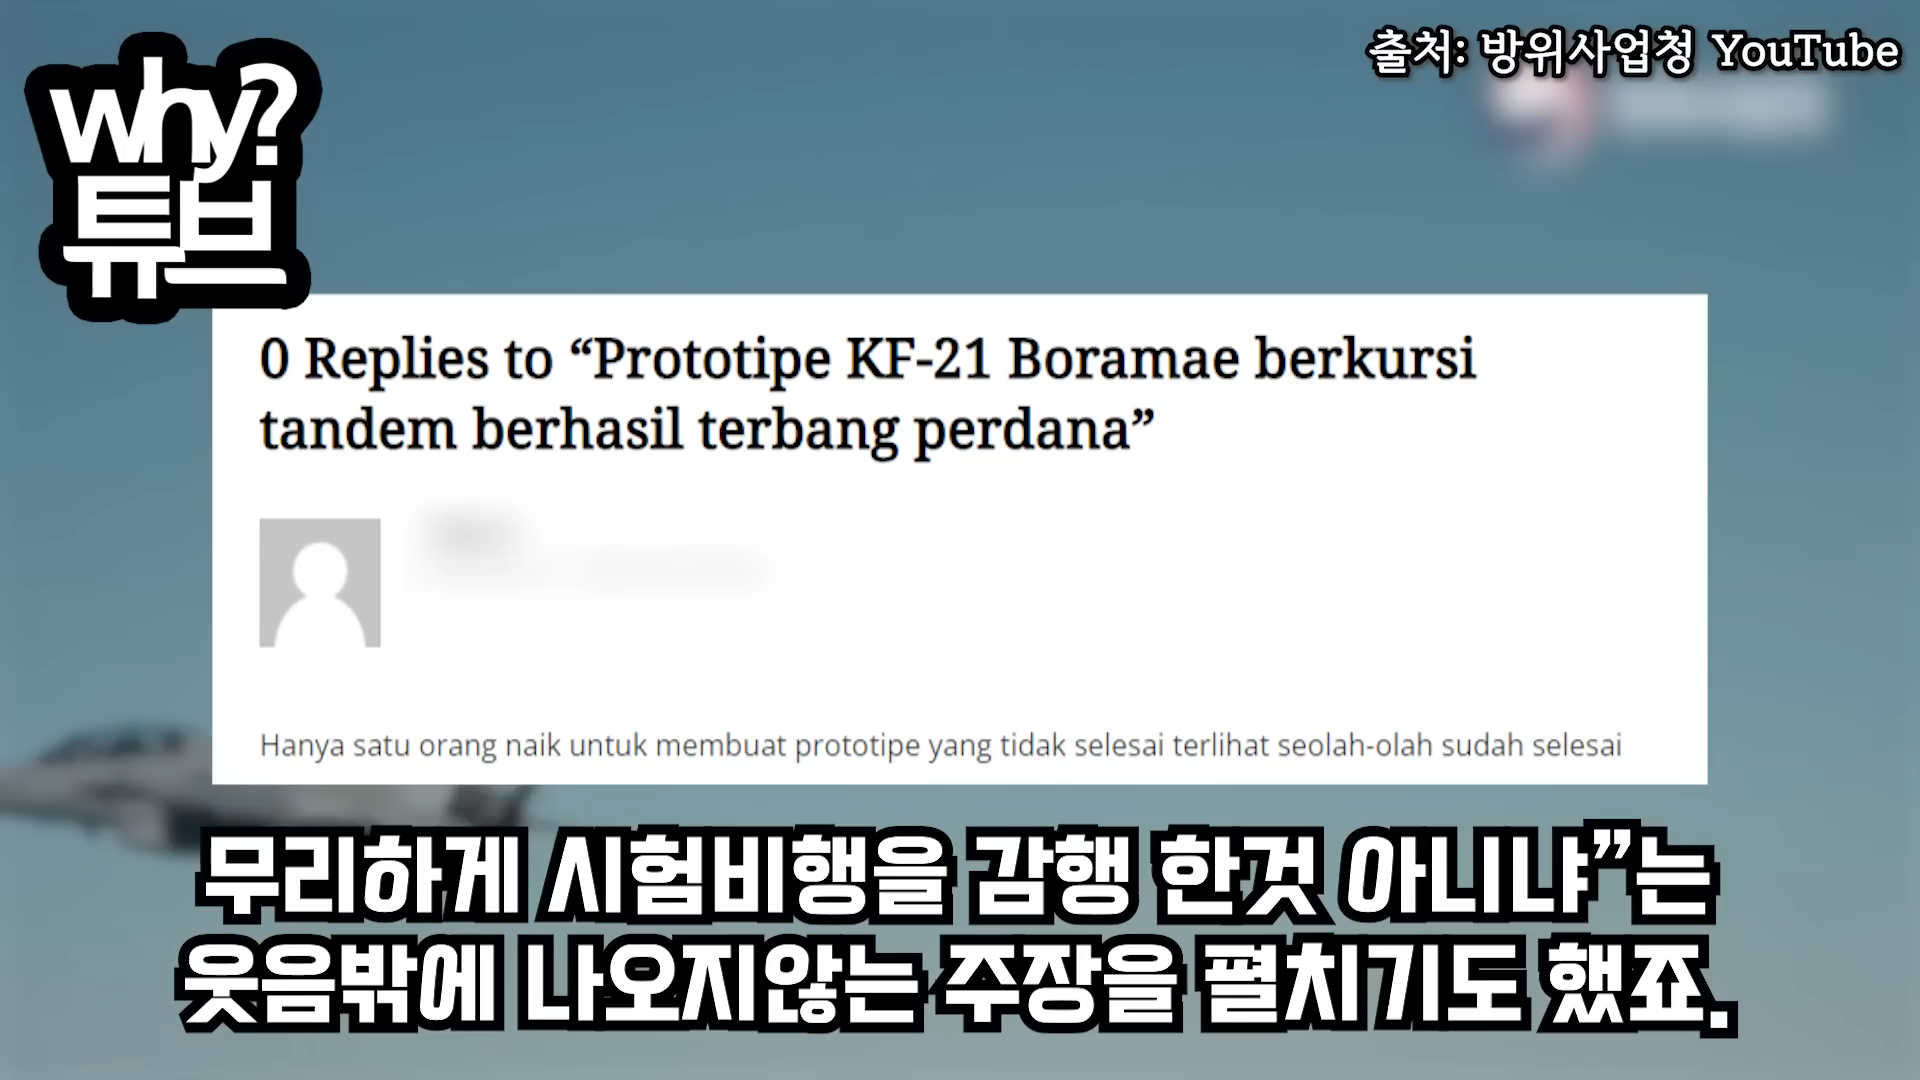 why?
튜브
출처: 방위사업청 YouTube
0 Replies to “Prototipe KF-21 Boramae berkursi
tandem berhasil terbang perdana”
Hanya satu orang naik untuk membuat prototipe yang tidak selesai terlihat seolah-olah sudah selesai
무리하게 시험비행을 감행 한것 아니냐”는
웃음밖에 나오지않는 주장을 펼치기도 했죠.